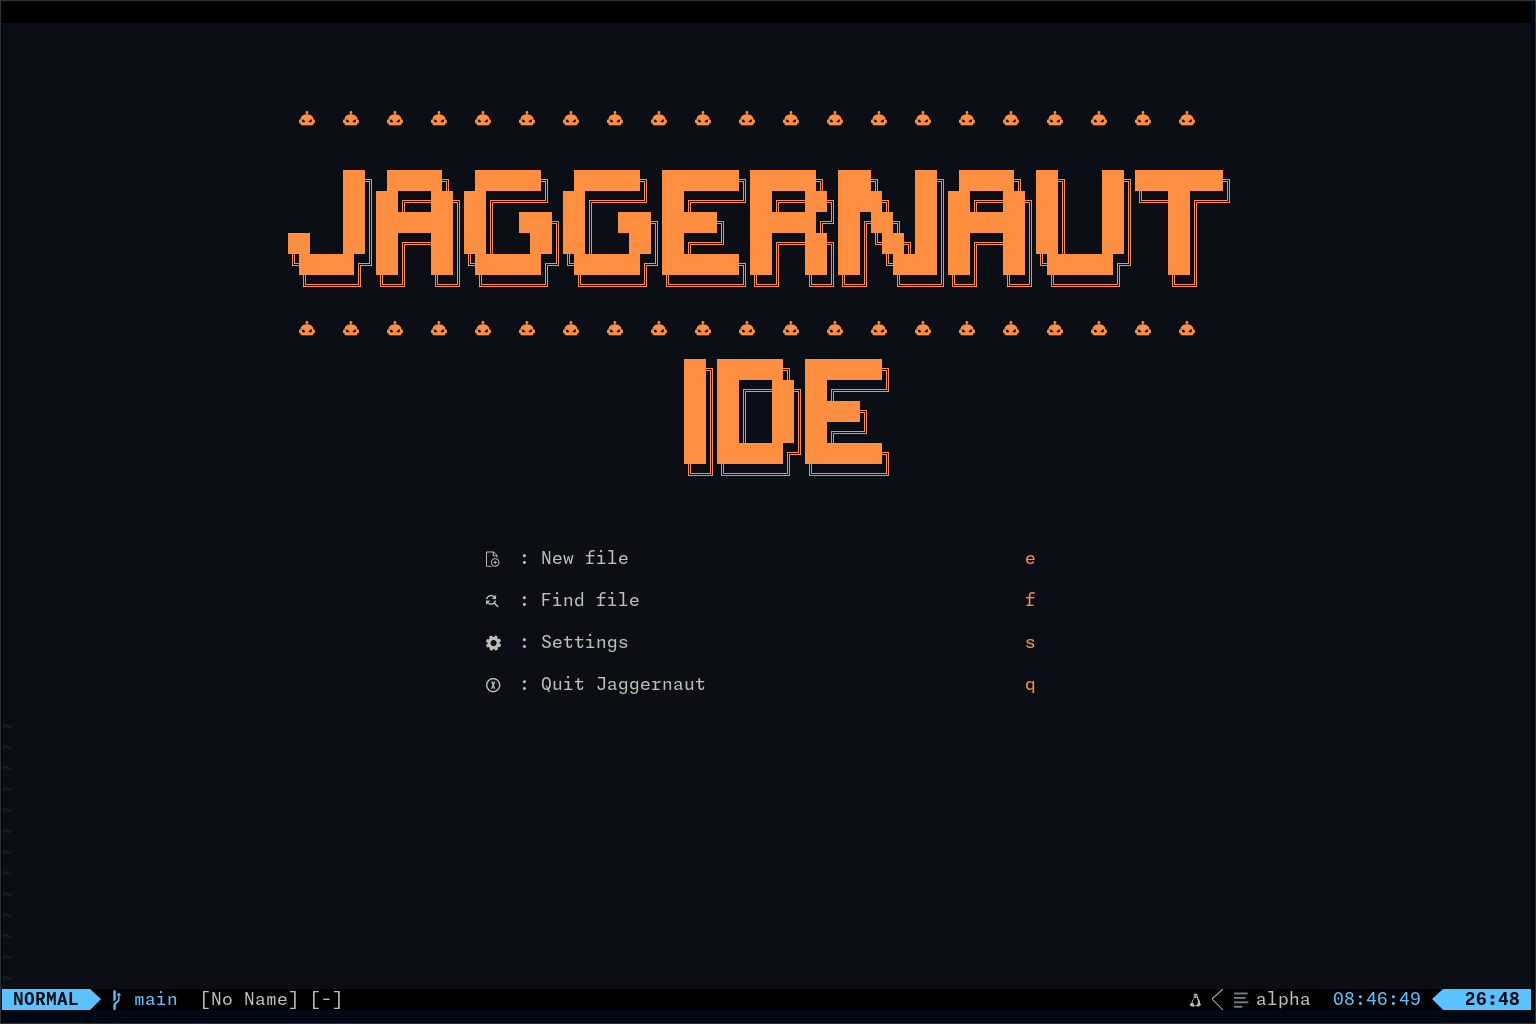 JAGGERNAUT
IDE
: New file e
: Find file f
: Settings s
: Quit Jaggernaut q
~
~
~
~
~
~
~
~
~
~
~
~
~
NORMAL main [No Name] [-] alpha 08:46:49 26:48